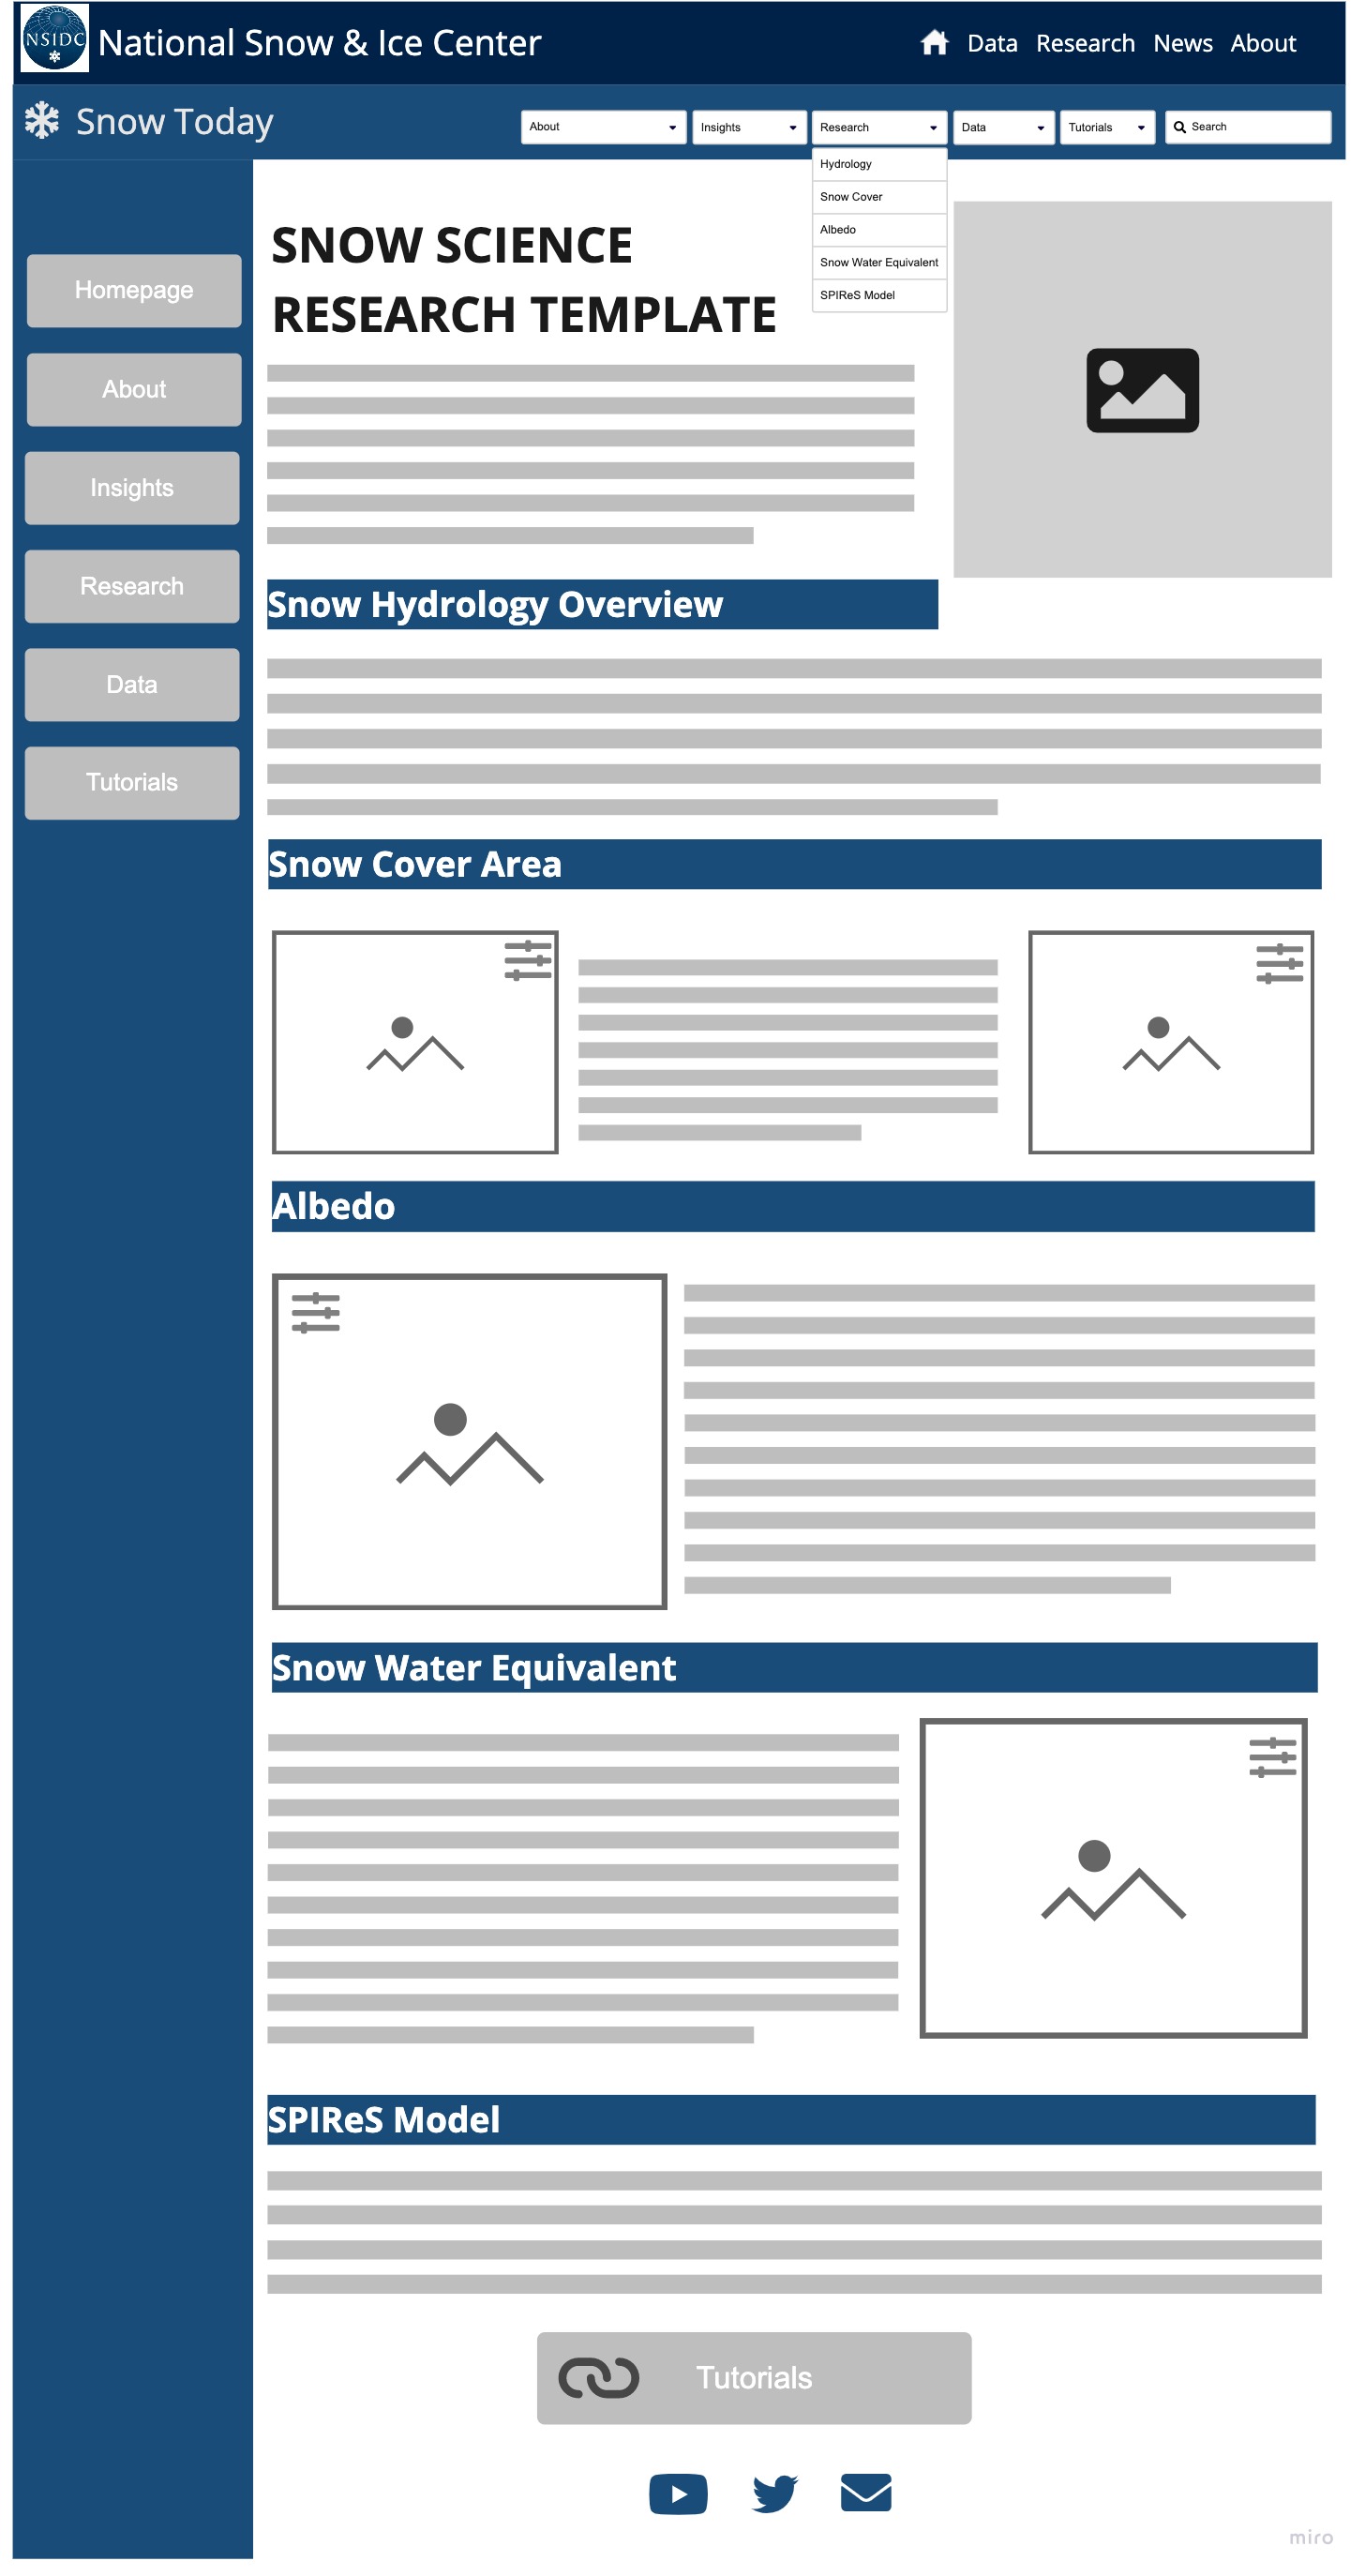 NSIDC
National Snow & Ice Center
Data Research News About
Snow Today
About
Insights
Research
Data
Tutorials
Search
Hydrology
Snow Cover
Albedo
Snow Water Equivalent
SPIReS Model
Homepage
About
Insights
Research
Data
Tutorials
SNOW SCIENCE
RESEARCH TEMPLATE
Snow Hydrology Overview
Snow Cover Area
Albedo
Snow Water Equivalent
SPIReS Model
Tutorials
miro